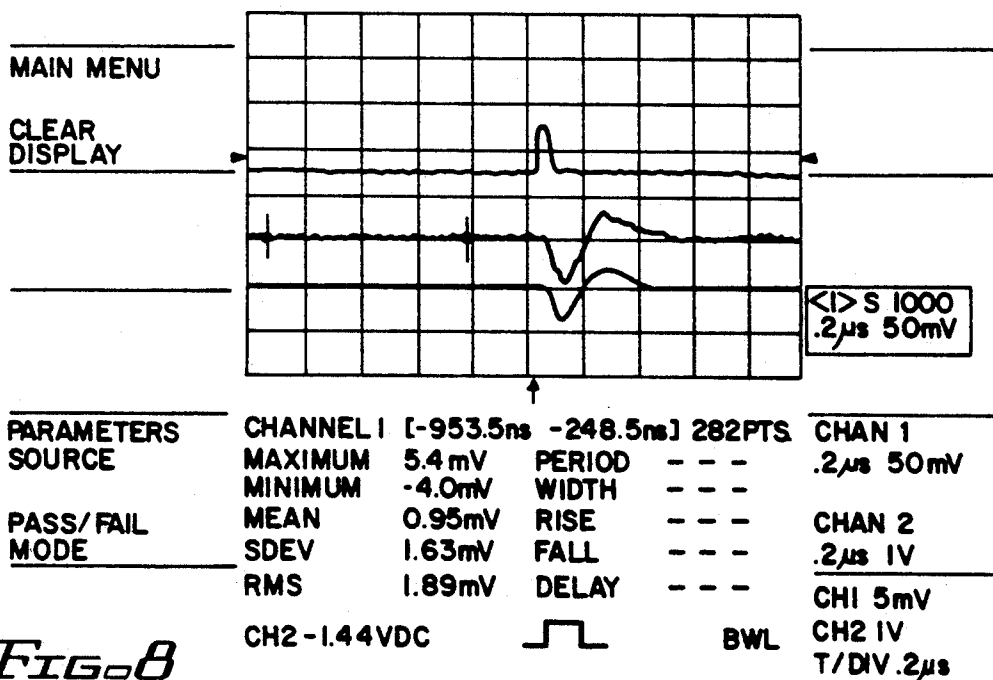 MAIN MENU
CLEAR
DISPLAY
<1> S 1000
.2µs 50mV
PARAMETERS
SOURCE
PASS/FAIL
MODE
CHANNEL 1 [-953.5ns -248.5ns] 282PTS.
MAXIMUM 5.4mV PERIOD - - -
MINIMUM -4.0mV WIDTH - - -
MEAN 0.95mV RISE - - -
SDEV 1.63mV FALL - - -
RMS 1.89mV DELAY - - -
CH2 -1.44VDC BWL
CHAN 1
.2µs 50mV
CHAN 2
.2µs 1V
CH1 5mV
CH2 1V
T/DIV .2µs
FIG. 8